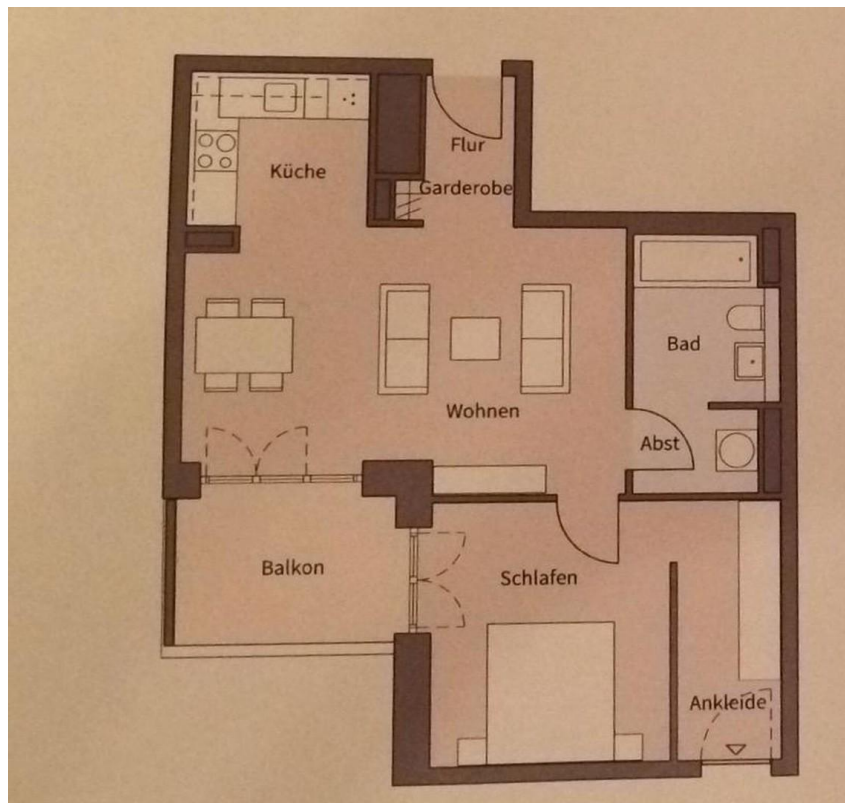 Flur
Küche
Garderobe
Bad
Wohnen
Abst
Balkon
Schlafen
Ankleide